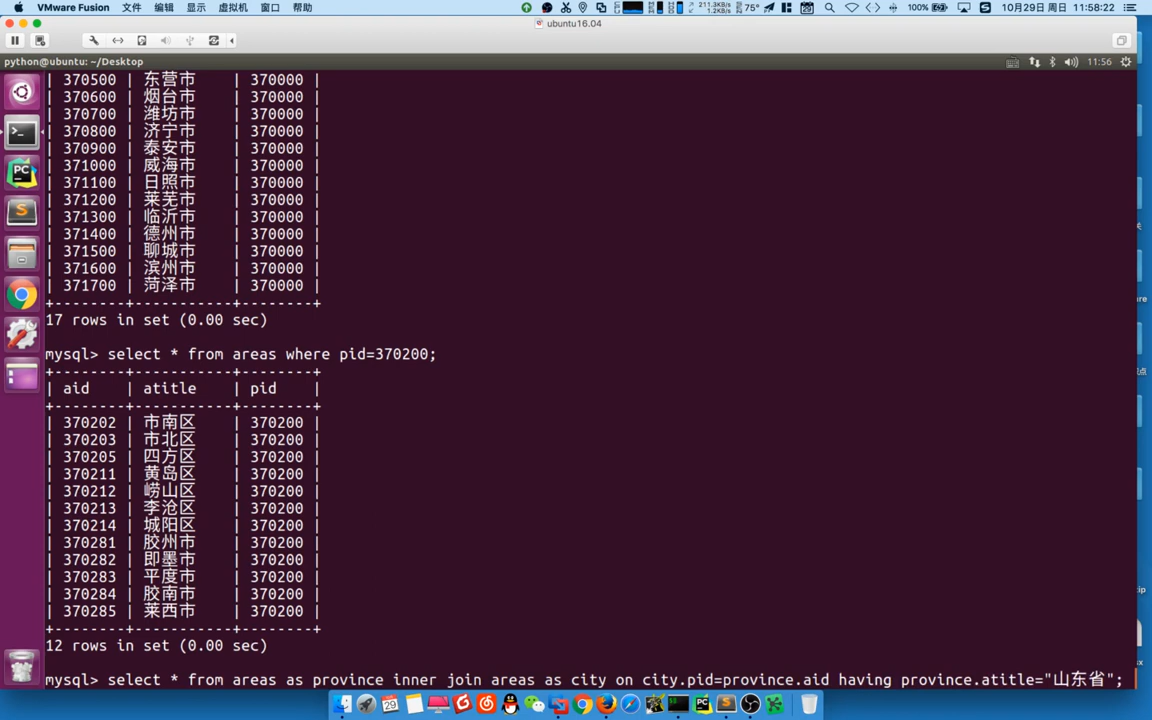 VMware Fusion 文件 编辑 显示 虚拟机 窗口 帮助 211.3KB/s 1.2KB/s 75° 100% 10月29日 周日 11:58:22
ubuntu16.04
python@ubuntu: ~/Desktop 11:56
| 370500 | 东营市 | 370000 |
| 370600 | 烟台市 | 370000 |
| 370700 | 潍坊市 | 370000 |
| 370800 | 济宁市 | 370000 |
| 370900 | 泰安市 | 370000 |
| 371000 | 威海市 | 370000 |
| 371100 | 日照市 | 370000 |
| 371200 | 莱芜市 | 370000 |
| 371300 | 临沂市 | 370000 |
| 371400 | 德州市 | 370000 |
| 371500 | 聊城市 | 370000 |
| 371600 | 滨州市 | 370000 |
| 371700 | 菏泽市 | 370000 |
+--------+-----------+--------+
17 rows in set (0.00 sec)
mysql> select * from areas where pid=370200;
+--------+-----------+--------+
| aid | atitle | pid |
+--------+-----------+--------+
| 370202 | 市南区 | 370200 |
| 370203 | 市北区 | 370200 |
| 370205 | 四方区 | 370200 |
| 370211 | 黄岛区 | 370200 |
| 370212 | 崂山区 | 370200 |
| 370213 | 李沧区 | 370200 |
| 370214 | 城阳区 | 370200 |
| 370281 | 胶州市 | 370200 |
| 370282 | 即墨市 | 370200 |
| 370283 | 平度市 | 370200 |
| 370284 | 胶南市 | 370200 |
| 370285 | 莱西市 | 370200 |
+--------+-----------+--------+
12 rows in set (0.00 sec)
mysql> select * from areas as province inner join areas as city on city.pid=province.aid having province.atitle="山东省";